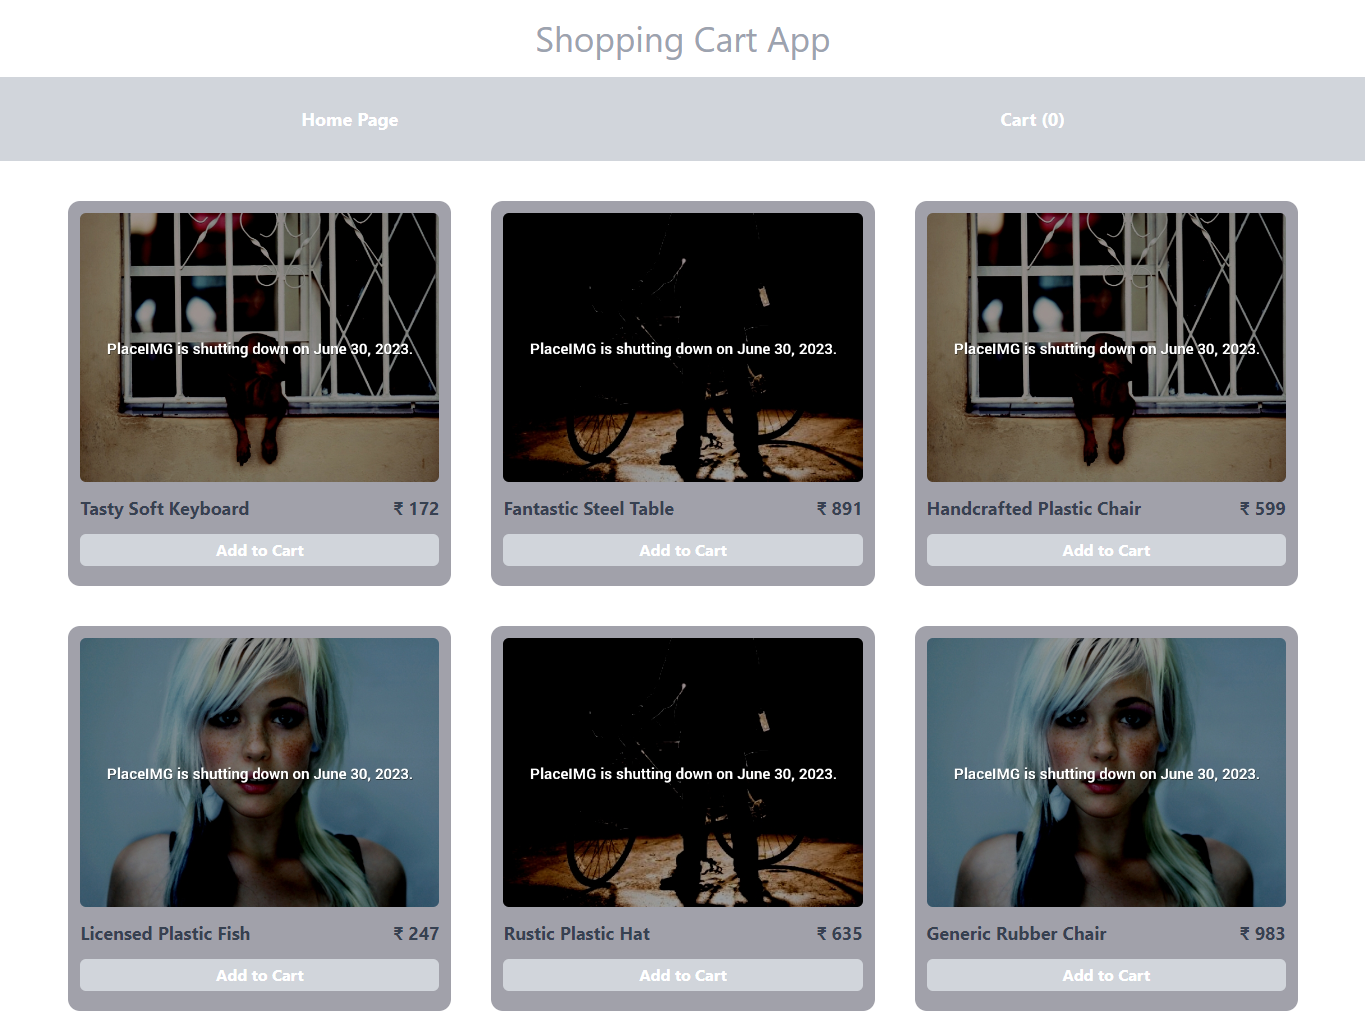 Shopping Cart App
Home Page
Cart (0)
PlaceIMG is shutting down on June 30, 2023.
Tasty Soft Keyboard ₹ 172
Add to Cart
PlaceIMG is shutting down on June 30, 2023.
Fantastic Steel Table ₹ 891
Add to Cart
PlaceIMG is shutting down on June 30, 2023.
Handcrafted Plastic Chair ₹ 599
Add to Cart
PlaceIMG is shutting down on June 30, 2023.
Licensed Plastic Fish ₹ 247
Add to Cart
PlaceIMG is shutting down on June 30, 2023.
Rustic Plastic Hat ₹ 635
Add to Cart
PlaceIMG is shutting down on June 30, 2023.
Generic Rubber Chair ₹ 983
Add to Cart